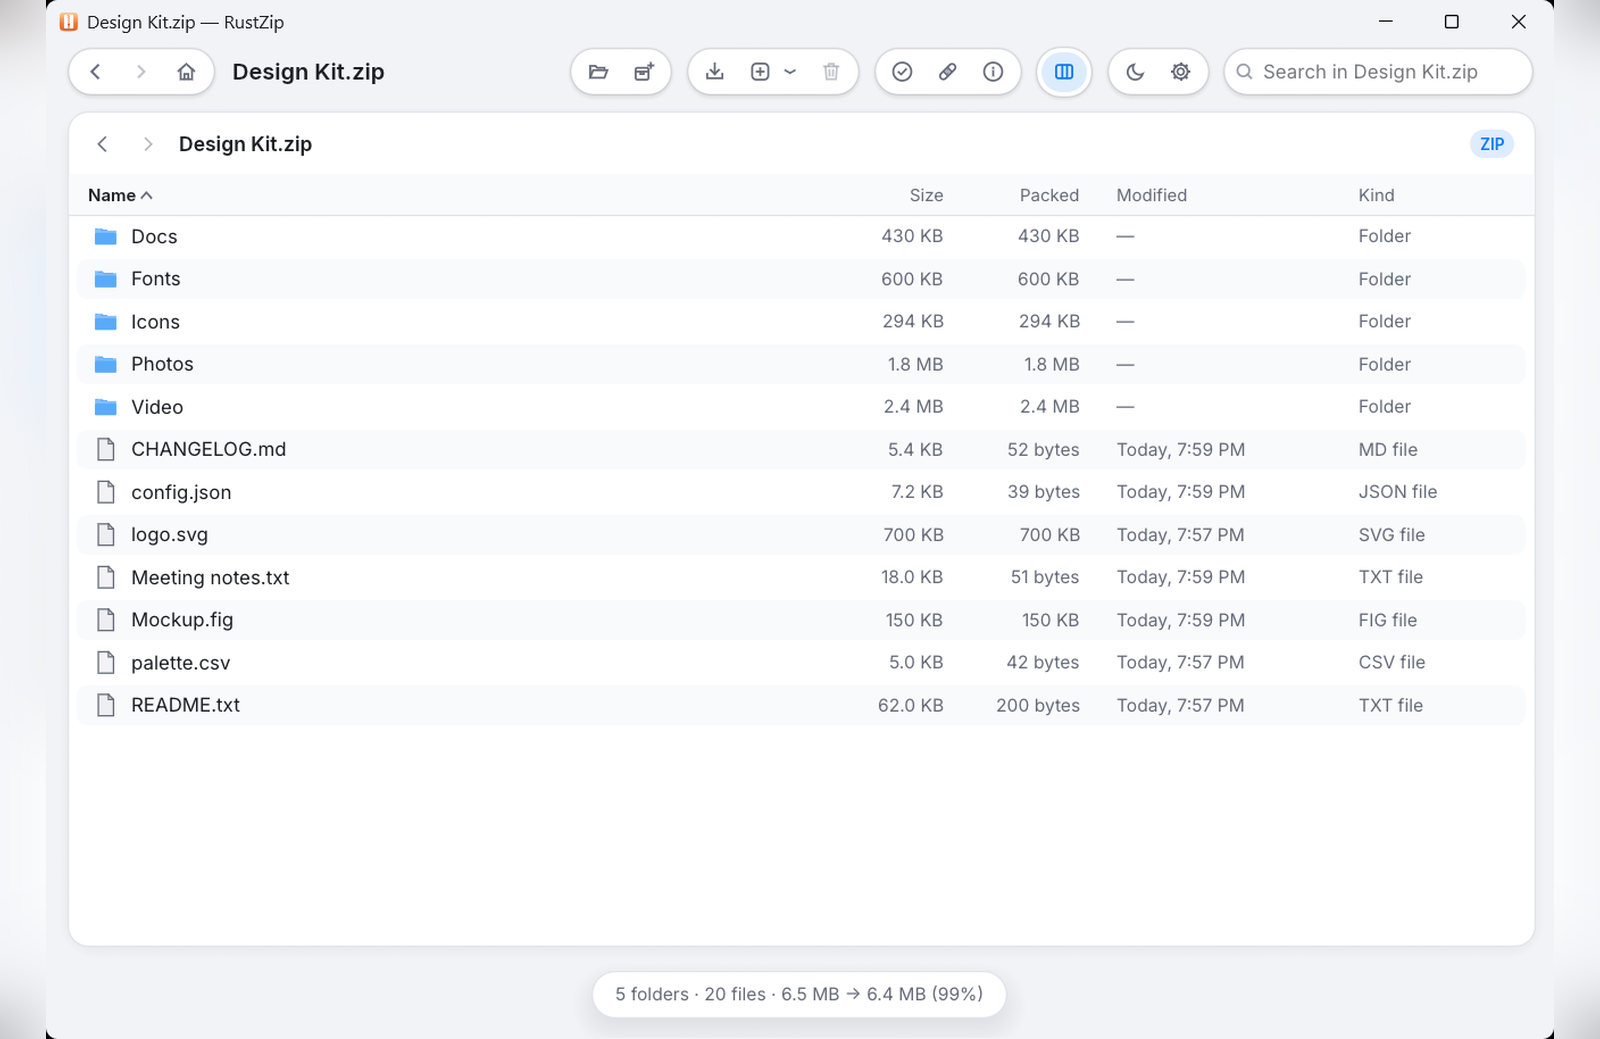 Design Kit.zip — RustZip
Design Kit.zip
Search in Design Kit.zip
Design Kit.zip
ZIP
Name Size Packed Modified Kind
Docs 430 KB 430 KB — Folder
Fonts 600 KB 600 KB — Folder
Icons 294 KB 294 KB — Folder
Photos 1.8 MB 1.8 MB — Folder
Video 2.4 MB 2.4 MB — Folder
CHANGELOG.md 5.4 KB 52 bytes Today, 7:59 PM MD file
config.json 7.2 KB 39 bytes Today, 7:59 PM JSON file
logo.svg 700 KB 700 KB Today, 7:57 PM SVG file
Meeting notes.txt 18.0 KB 51 bytes Today, 7:59 PM TXT file
Mockup.fig 150 KB 150 KB Today, 7:59 PM FIG file
palette.csv 5.0 KB 42 bytes Today, 7:57 PM CSV file
README.txt 62.0 KB 200 bytes Today, 7:57 PM TXT file
5 folders · 20 files · 6.5 MB → 6.4 MB (99%)